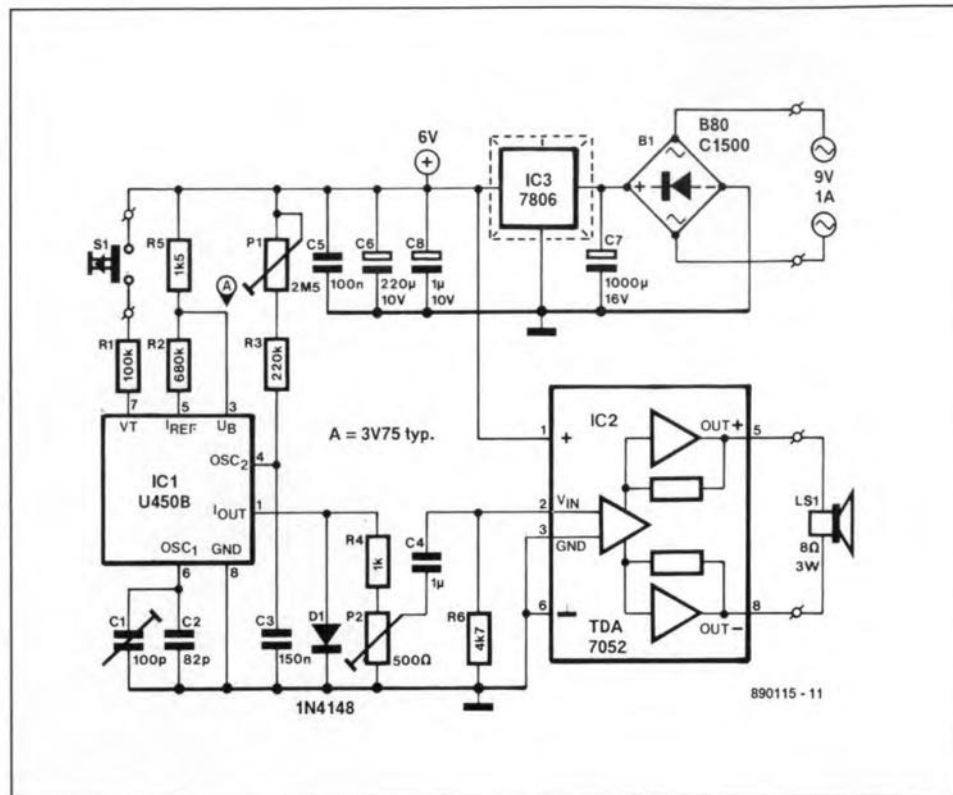 B80
C1500
B1
6V
+
IC3
7806
+
9V
1A
S1
R5
1k5
P1
2M5
C5
100n
C6
220µ
10V
C8
1µ
10V
C7
1000µ
16V
A
R1
100k
R2
680k
R3
220k
7
5
3
VT
IREF
UB
A = 3V75 typ.
OSC2
4
IC1
U450B
IOUT
1
OSC1
GND
6
8
1
+
IC2
OUT+
5
2
VIN
3
GND
6
LS1
8Ω
3W
TDA
7052
OUT−
8
R4
1k
C4
1µ
C1
100p
C2
82p
C3
150n
D1
P2
500Ω
R6
4k7
1N4148
890115 - 11